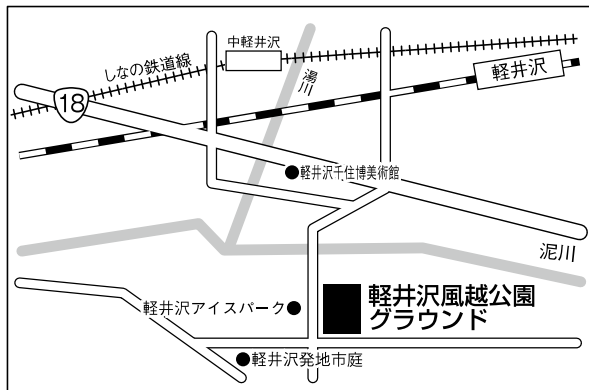 中軽井沢
しなの鉄道線
湯川
軽井沢
18
軽井沢千住博美術館
泥川
軽井沢風越公園
グラウンド
軽井沢アイスパーク
軽井沢発地市庭